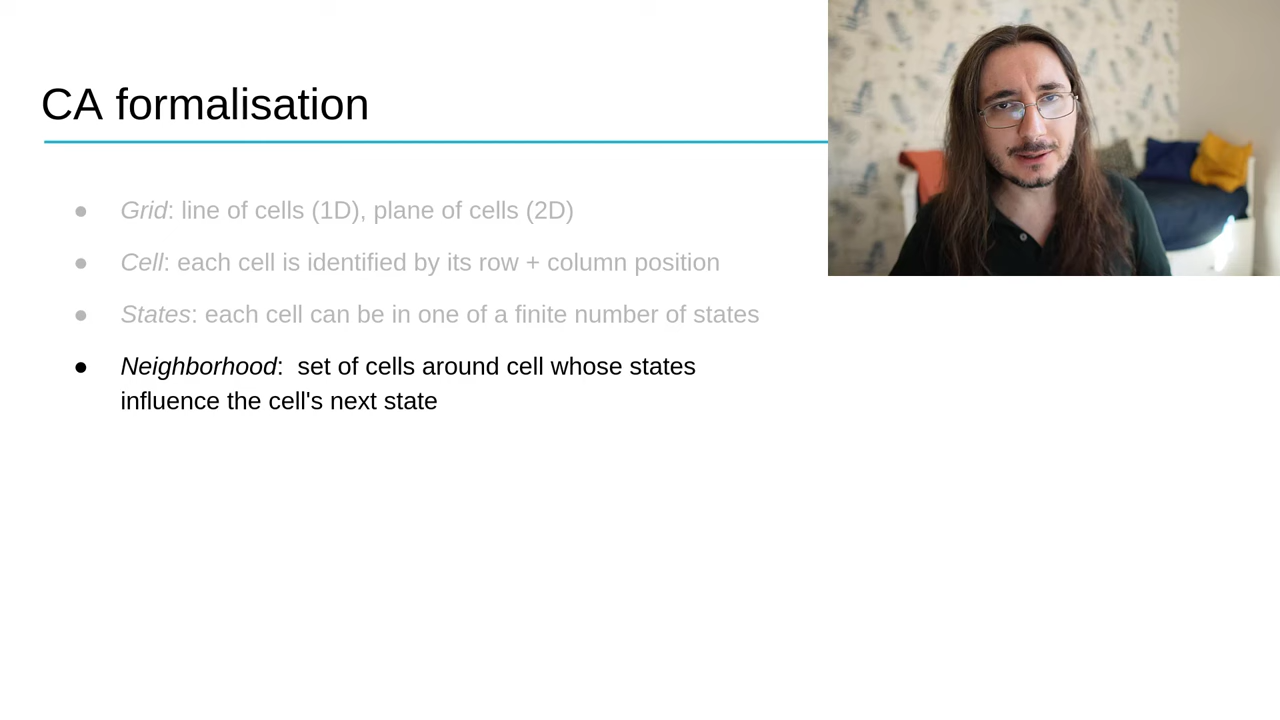 CA formalisation
● Grid: line of cells (1D), plane of cells (2D)
● Cell: each cell is identified by its row + column position
● States: each cell can be in one of a finite number of states
● Neighborhood:  set of cells around cell whose states
influence the cell's next state